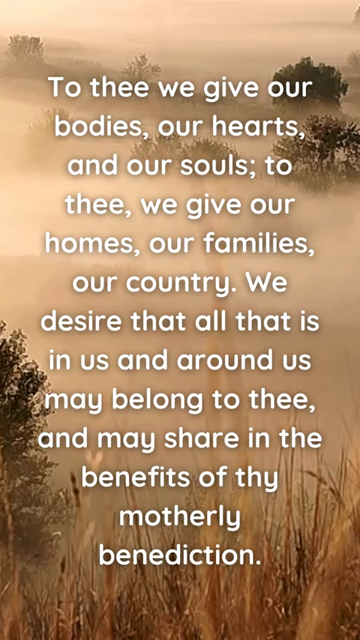 To thee we give our
bodies, our hearts,
and our souls; to
thee, we give our
homes, our families,
our country. We
desire that all that is
in us and around us
may belong to thee,
and may share in the
benefits of thy
motherly
benediction.